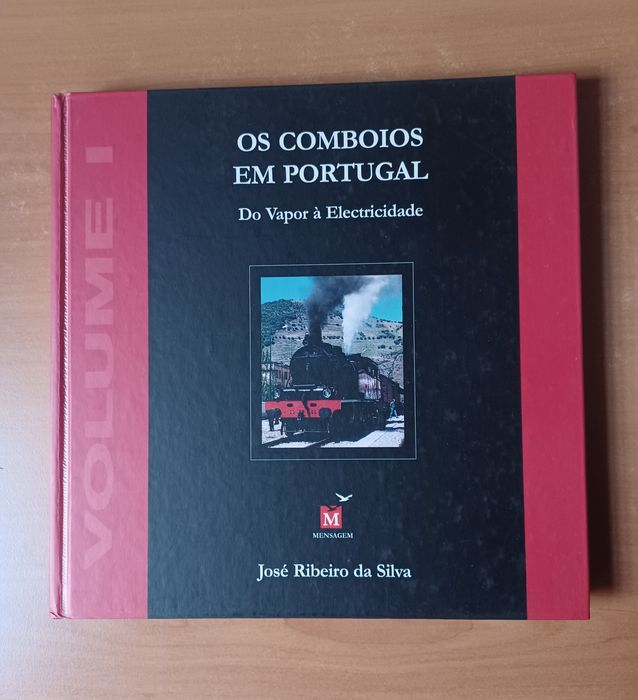 VOLUME I
OS COMBOIOS
EM PORTUGAL
Do Vapor à Electricidade
M
MENSAGEM
José Ribeiro da Silva